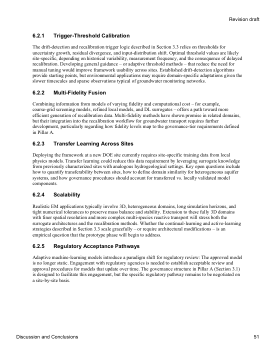 Revision draft
6.2.1 Trigger-Threshold Calibration
The drift-detection and recalibration trigger logic described in Section 3.3 relies on thresholds for
uncertainty growth, residual divergence, and input-distribution shift. Optimal threshold values are likely
site-specific, depending on historical variability, measurement frequency, and the consequence of delayed
recalibration. Developing general guidance – or adaptive threshold methods – that reduce the need for
manual tuning would improve framework usability across sites. Established drift-detection algorithms
provide starting points, but environmental applications may require domain-specific adaptations given the
slower timescales and sparse observations typical of groundwater monitoring networks.
6.2.2 Multi-Fidelity Fusion
Combining information from models of varying fidelity and computational cost – for example,
coarse-grid screening models, refined local models, and DL surrogates – offers a path toward more
efficient generation of recalibration data. Multi-fidelity methods have shown promise in related domains,
but their integration into the recalibration workflow for groundwater transport requires further
development, particularly regarding how fidelity levels map to the governance-tier requirements defined
in Pillar A.
6.2.3 Transfer Learning Across Sites
Deploying the framework at a new DOE site currently requires site-specific training data from local
physics models. Transfer learning could reduce this data requirement by leveraging surrogate knowledge
from previously characterized sites with analogous hydrogeological settings. Key open questions include
how to quantify transferability between sites, how to define domain similarity for heterogeneous aquifer
systems, and how governance procedures should account for transferred vs. locally validated model
components.
6.2.4 Scalability
Realistic EM applications typically involve 3D, heterogeneous domains, long simulation horizons, and
tight numerical tolerances to preserve mass balance and stability. Extension to these fully 3D domains
with finer spatial resolution and more complex multi-species reactive transport will stress both the
surrogate architectures and the recalibration methods. Whether the continual-learning and active-learning
strategies described in Section 3.3 scale gracefully – or require architectural modifications – is an
empirical question that the prototype phase will begin to address.
6.2.5 Regulatory Acceptance Pathways
Adaptive machine-learning models introduce a paradigm shift for regulatory review: The approved model
is no longer static. Engagement with regulatory agencies is needed to establish acceptable review and
approval procedures for models that update over time. The governance structure in Pillar A (Section 3.1)
is designed to facilitate this engagement, but the specific regulatory pathway remains to be negotiated on
a site-by-site basis.
Discussion and Conclusions 51